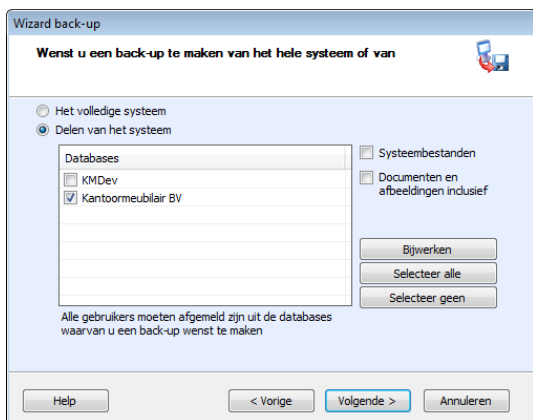 Wizard back-up
Wenst u een back-up te maken van het hele systeem of van
Het volledige systeem
Delen van het systeem
Databases
KMDev
Kantoormeubilair BV
Systeembestanden
Documenten en
afbeeldingen inclusief
Bijwerken
Selecteer alle
Selecteer geen
Alle gebruikers moeten afgemeld zijn uit de databases
waarvan u een back-up wenst te maken
Help
< Vorige
Volgende >
Annuleren